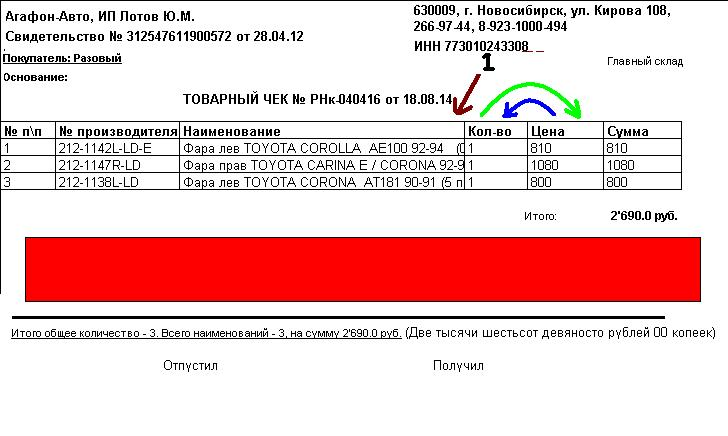 Агафон-Авто, ИП Лотов Ю.М.
Свидетельство № 312547611900572 от 28.04.12
630009, г. Новосибирск, ул. Кирова 108,
266-97-44, 8-923-1000-494
ИНН 773010243308_ _
Покупатель: Разовый
Главный склад
Основание:
1
ТОВАРНЫЙ ЧЕК № РНк-040416 от 18.08.14
№ п\п № производителя Наименование Кол-во Цена Сумма
1 212-1142L-LD-E Фара лев TOYOTA COROLLA AE100 92-94 (0 1 810 810
2 212-1147R-LD Фара прав TOYOTA CARINA E / CORONA 92-9 1 1080 1080
3 212-1138L-LD Фара лев TOYOTA CORONA AT181 90-91 (5 п 1 800 800
Итого: 2'690.0 руб.
Итого общее количество - 3. Всего наименований - 3, на сумму 2'690.0 руб. (Две тысячи шестьсот девяносто рублей 00 копеек)
Отпустил Получил